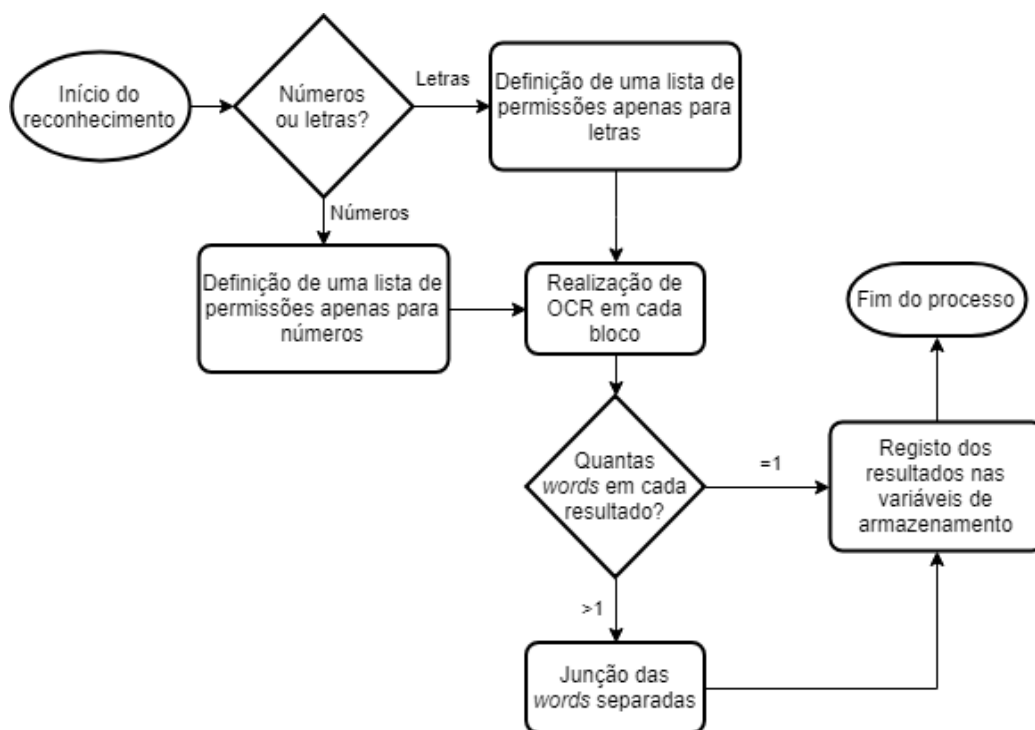 Início do
reconhecimento
Números
ou letras?
Letras
Definição de uma lista de
permissões apenas para
letras
Números
Definição de uma lista de
permissões apenas para
números
Realização de
OCR em cada
bloco
Fim do processo
Quantas
words em cada
resultado?
=1
Registo dos
resultados nas
variáveis de
armazenamento
>1
Junção das
words separadas